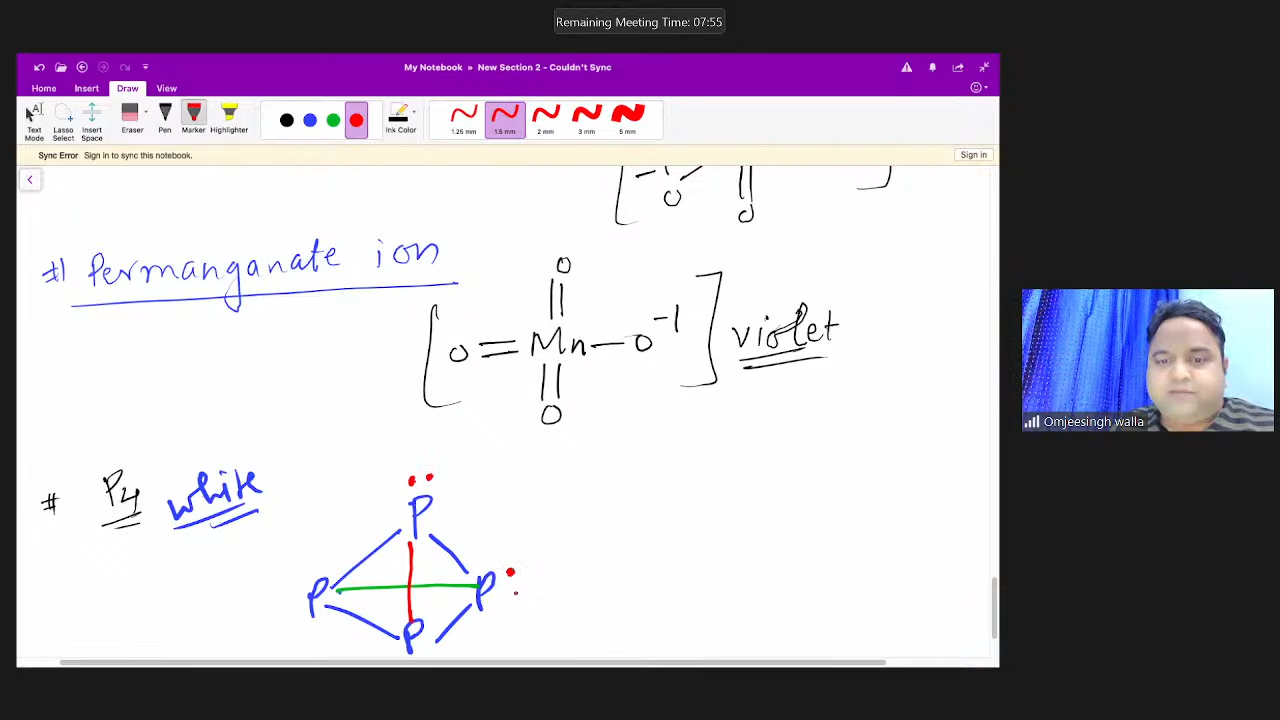 Remaining Meeting Time: 07:55
My Notebook » New Section 2 - Couldn't Sync
Home Insert Draw View
Text Mode
Lasso Select
Insert Space
Eraser
Pen
Marker
Highlighter
Ink Color
1.25 mm
1.5 mm
2 mm
3 mm
5 mm
Sync Error Sign in to sync this notebook.
Sign in
O
O
# Permanganate ion
O
[ O = Mn - O -1 ] violet
O
# P4 white
P
P P
P
Omjeesingh walla